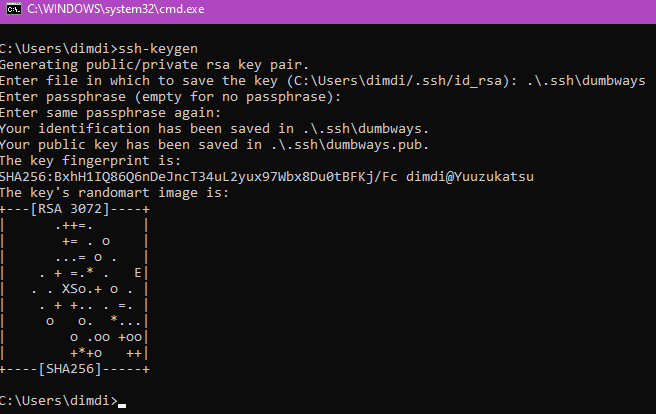 C:\WINDOWS\system32\cmd.exe
C:\Users\dimdi>ssh-keygen
Generating public/private rsa key pair.
Enter file in which to save the key (C:\Users\dimdi/.ssh/id_rsa): .\.ssh\dumbways
Enter passphrase (empty for no passphrase):
Enter same passphrase again:
Your identification has been saved in .\.ssh\dumbways.
Your public key has been saved in .\.ssh\dumbways.pub.
The key fingerprint is:
SHA256:BxhH1IQ86Q6nDeJncT34uL2yux97Wbx8Du0tBFKj/Fc dimdi@Yuuzukatsu
The key's randomart image is:
+---[RSA 3072]----+
|      .++=.      |
|       += . o    |
|      ...= o .   |
|    . + =.* .   E|
|   . . XSo.+ o . |
|    . + +.. . =. |
|     o   o.  *...|
|        o .oo +oo|
|        +*+o   ++|
+----[SHA256]-----+
C:\Users\dimdi>